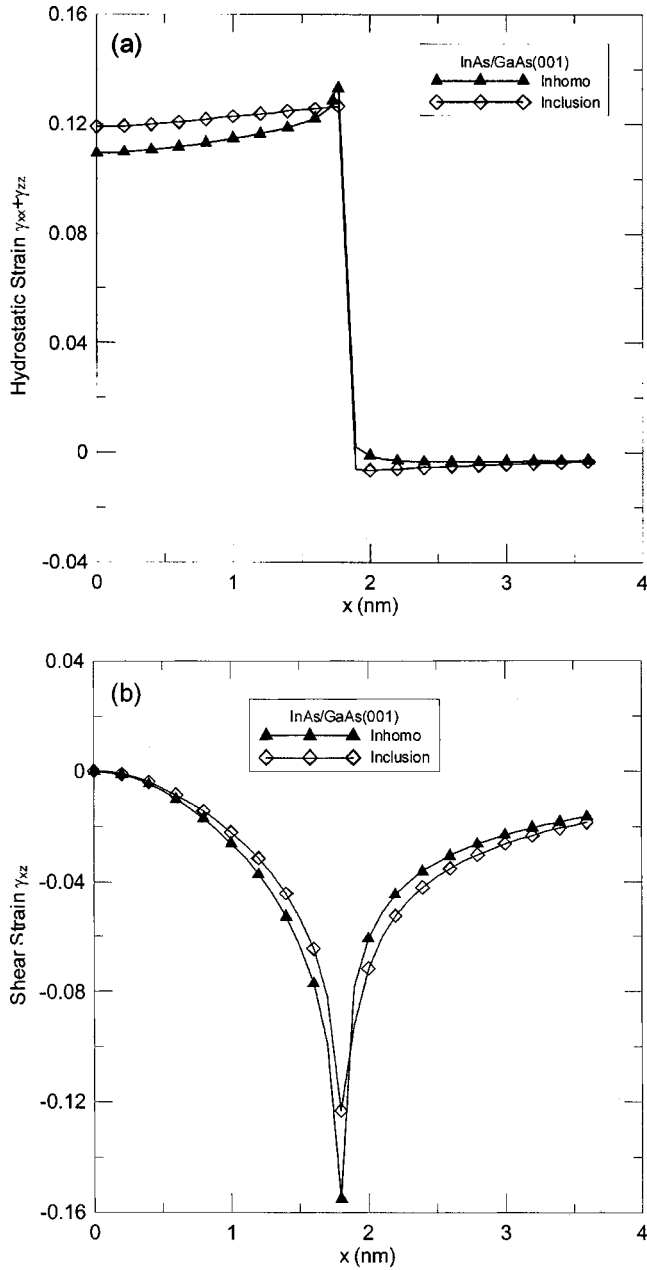 0.16
(a)
InAs/GaAs(001)
Inhomo
Inclusion
0.12
0.08
0.04
0
-0.04
Hydrostatic Strain γxx+γzz
0 1 2 3 4
x (nm)
0.04
(b)
InAs/GaAs(001)
Inhomo
Inclusion
0
-0.04
-0.08
-0.12
-0.16
Shear Strain γxz
0 1 2 3 4
x (nm)